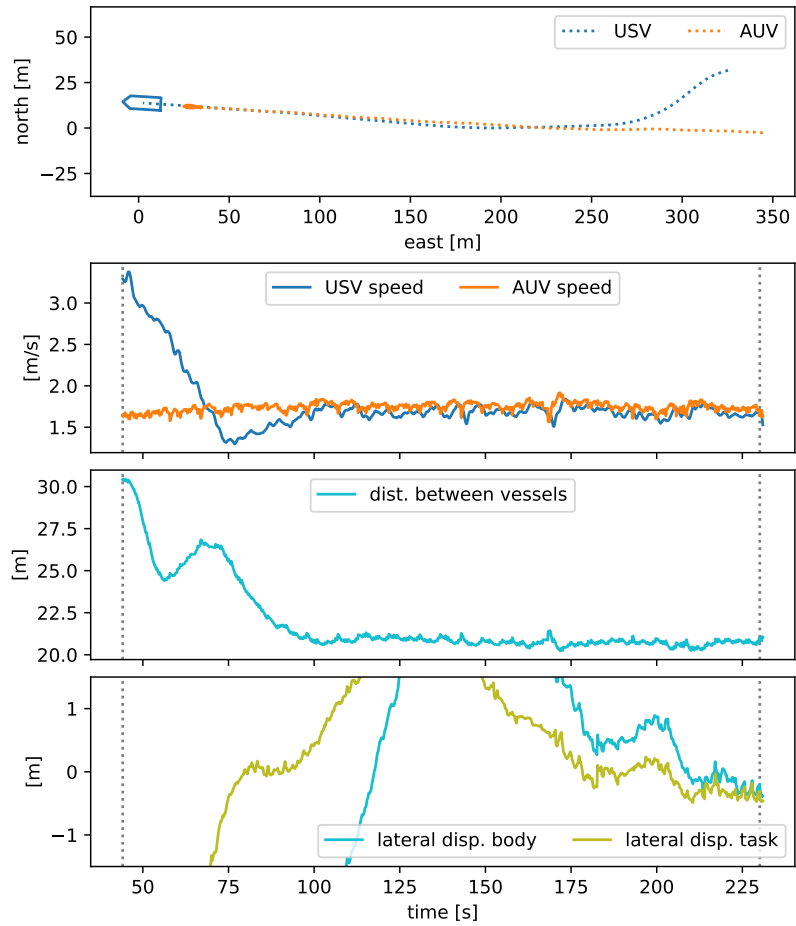 USV AUV
50
25
0
−25
north [m]
0 50 100 150 200 250 300 350
east [m]
USV speed AUV speed
3.0
2.5
2.0
1.5
[m/s]
dist. between vessels
30.0
27.5
25.0
22.5
20.0
[m]
1
0
−1
[m]
lateral disp. body lateral disp. task
50 75 100 125 150 175 200 225
time [s]